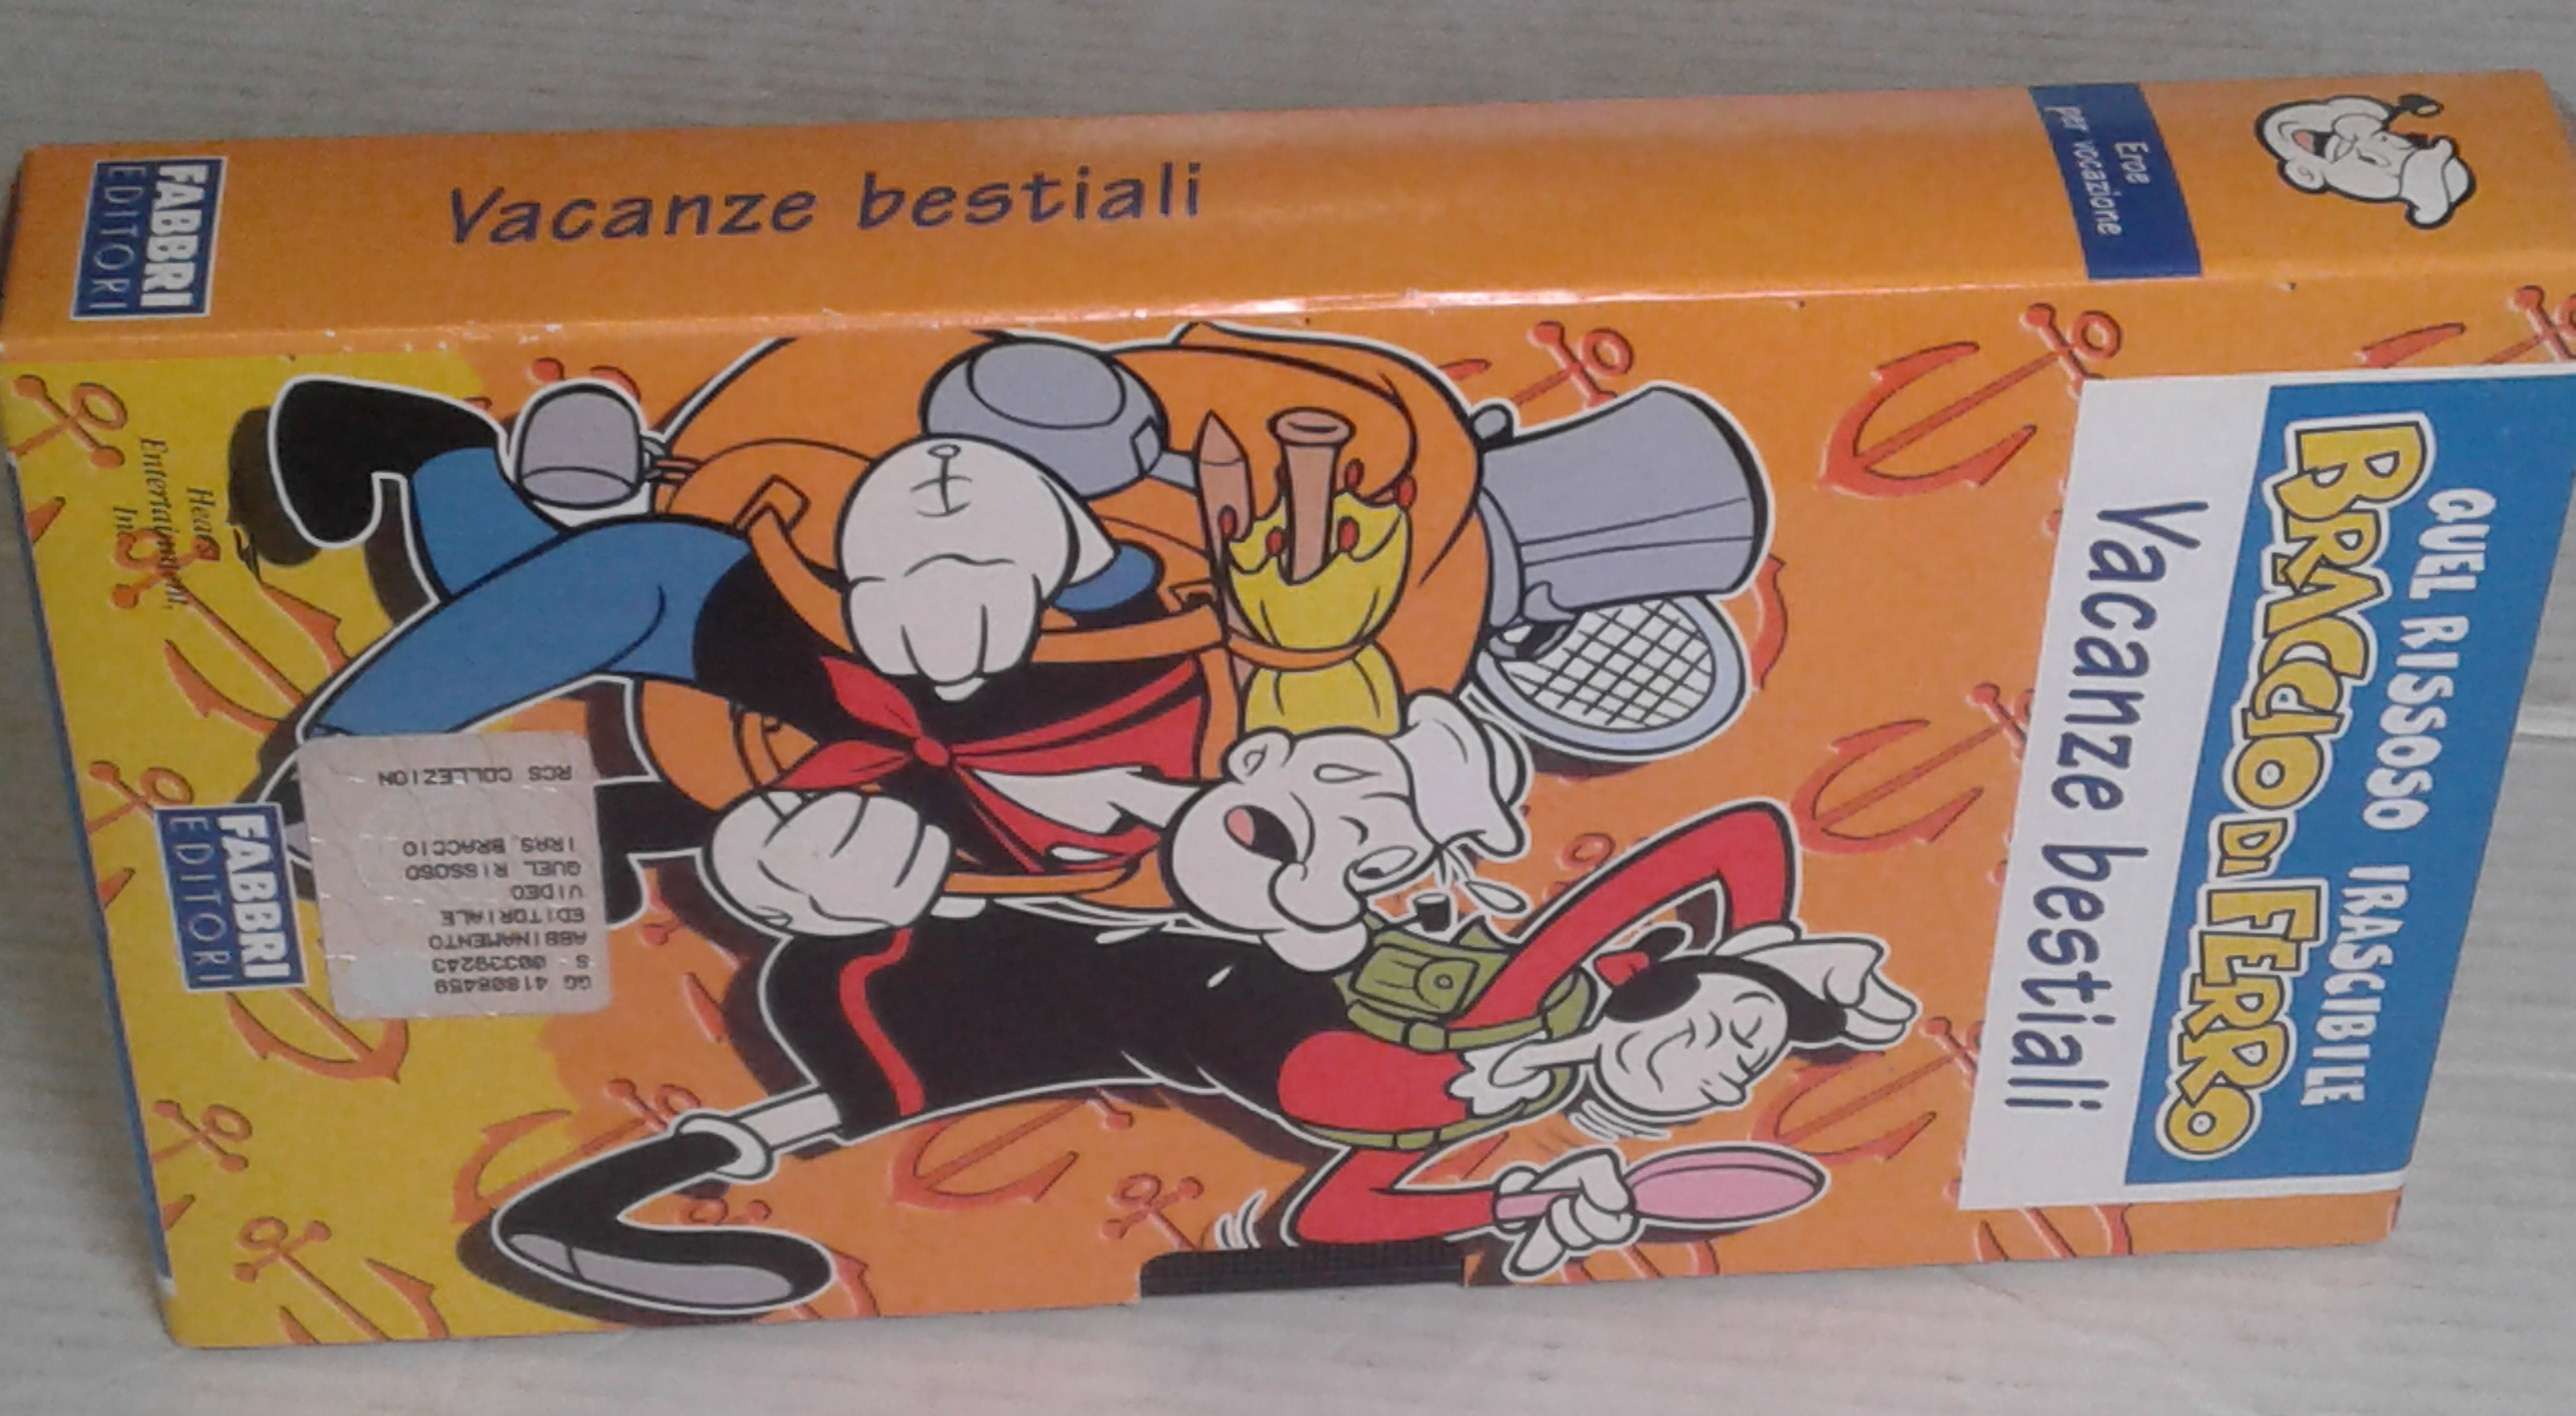 Vacanze bestiali
Eroe
per vocazione
FABBRI
EDITORI
QUEL RISSOSO IRASCIBILE
BRACCIO DI FERRO
Vacanze bestiali
Hearst
Entertainment,
Inc.
FABBRI
EDITORI
GG 41808459
S 00339243
ABBINAMENTO
EDITORIALE
VIDEO
QUEL RISSOSO
IRAS BRACCIO
RCS COLLEZION